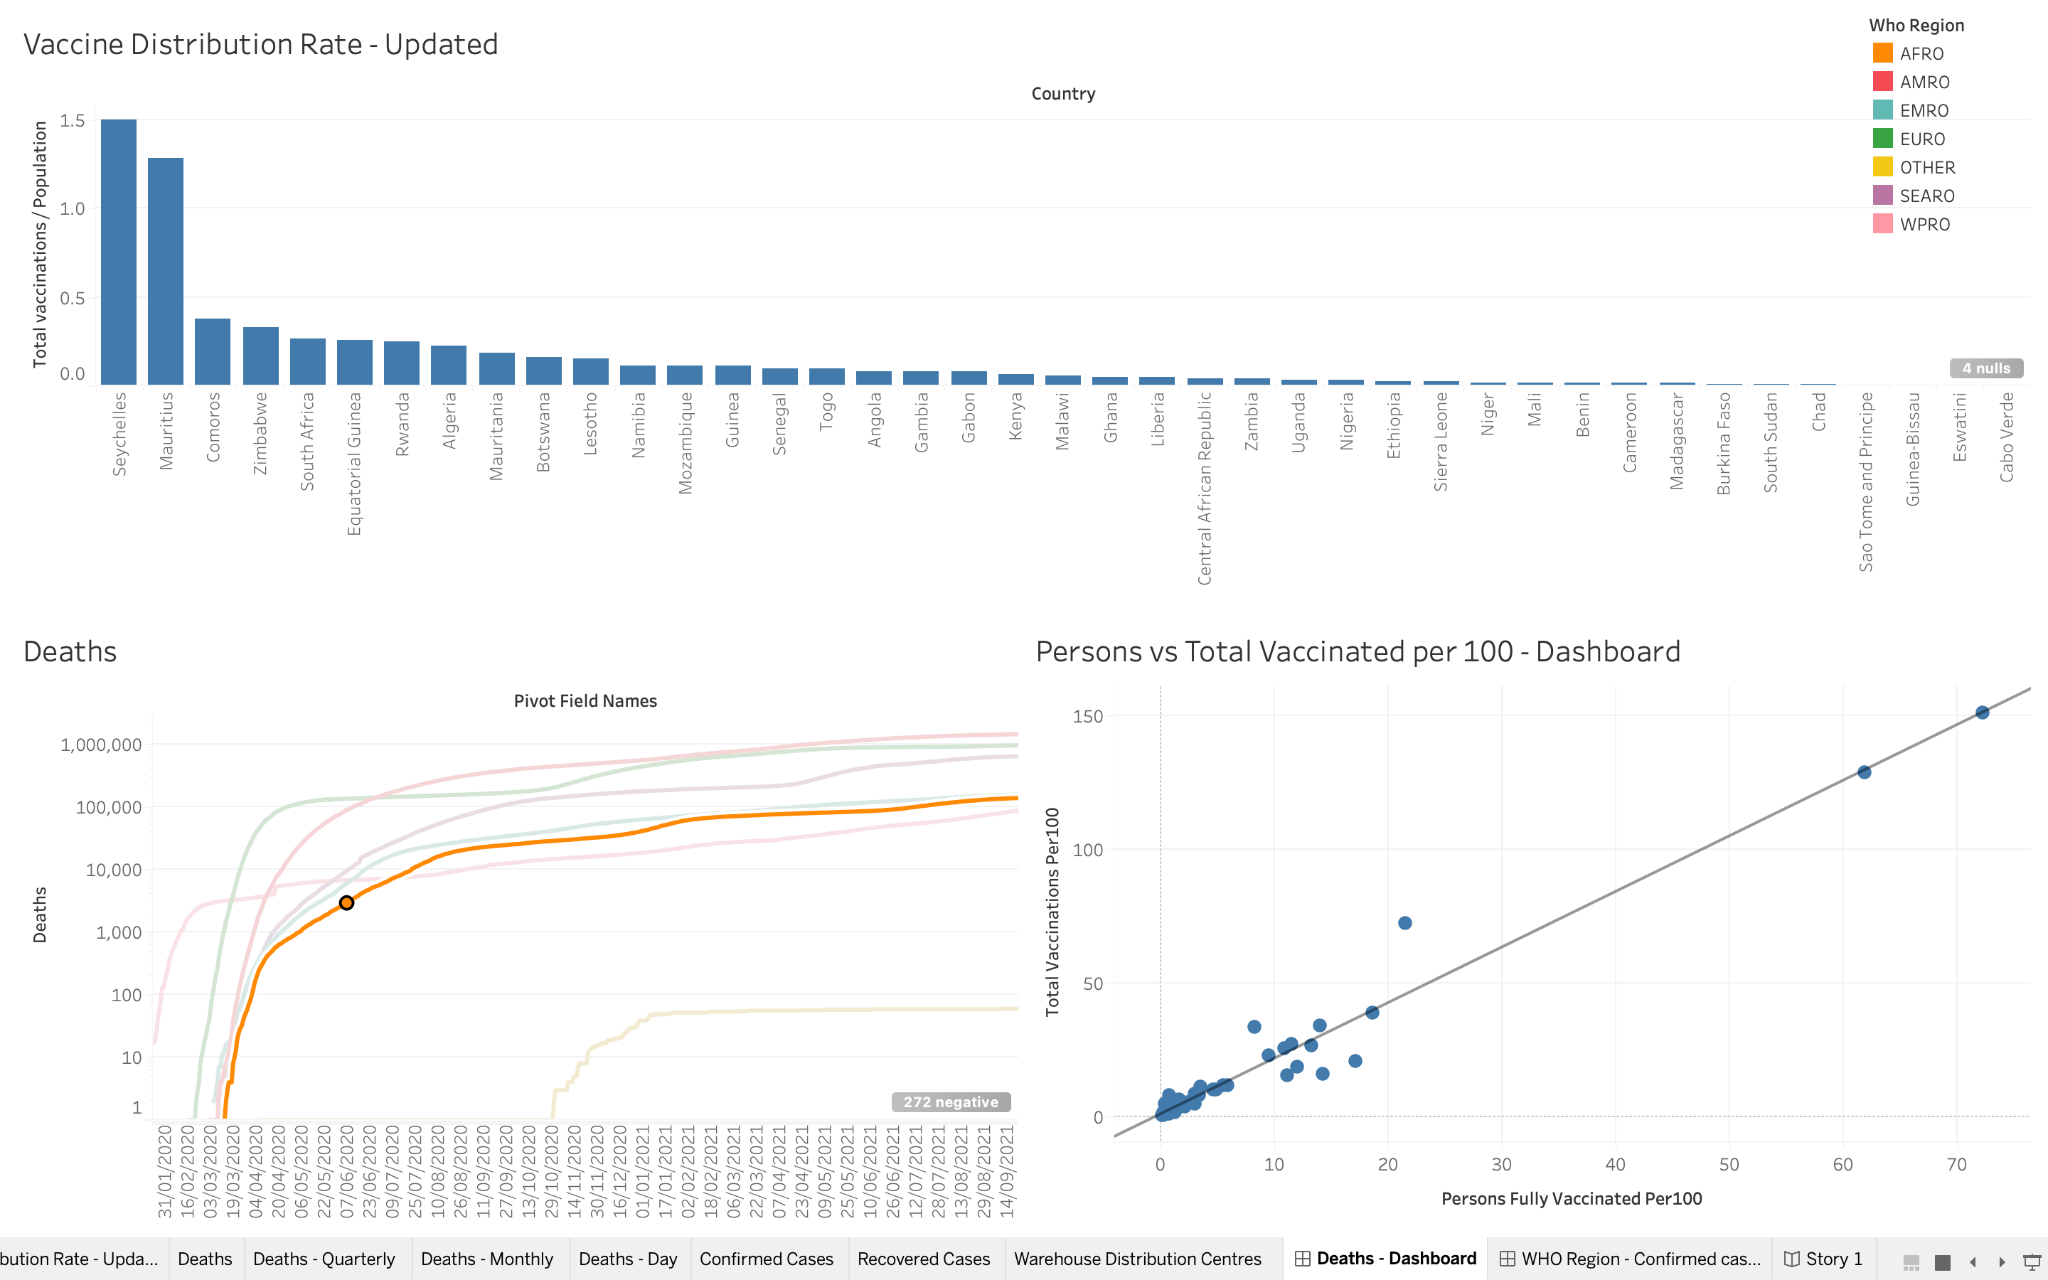 Vaccine Distribution Rate - Updated
Who Region
AFRO
AMRO
EMRO
EURO
OTHER
SEARO
WPRO
Country
Total vaccinations / Population
1.5
1.0
0.5
0.0
4 nulls
Seychelles
Mauritius
Comoros
Zimbabwe
South Africa
Equatorial Guinea
Rwanda
Algeria
Mauritania
Botswana
Lesotho
Namibia
Mozambique
Guinea
Senegal
Togo
Angola
Gambia
Gabon
Kenya
Malawi
Ghana
Liberia
Central African Republic
Zambia
Uganda
Nigeria
Ethiopia
Sierra Leone
Niger
Mali
Benin
Cameroon
Madagascar
Burkina Faso
South Sudan
Chad
Sao Tome and Principe
Guinea-Bissau
Eswatini
Cabo Verde
Deaths
Pivot Field Names
Deaths
1,000,000
100,000
10,000
1,000
100
10
1
272 negative
31/01/2020
16/02/2020
03/03/2020
19/03/2020
04/04/2020
20/04/2020
06/05/2020
22/05/2020
07/06/2020
23/06/2020
09/07/2020
25/07/2020
10/08/2020
26/08/2020
11/09/2020
27/09/2020
13/10/2020
29/10/2020
14/11/2020
30/11/2020
16/12/2020
01/01/2021
17/01/2021
02/02/2021
18/02/2021
06/03/2021
22/03/2021
07/04/2021
23/04/2021
09/05/2021
25/05/2021
10/06/2021
26/06/2021
12/07/2021
28/07/2021
13/08/2021
29/08/2021
14/09/2021
Persons vs Total Vaccinated per 100 - Dashboard
Total Vaccinations Per100
150
100
50
0
0 10 20 30 40 50 60 70
Persons Fully Vaccinated Per100
bution Rate - Upda... Deaths Deaths - Quarterly Deaths - Monthly Deaths - Day Confirmed Cases Recovered Cases Warehouse Distribution Centres Deaths - Dashboard WHO Region - Confirmed cas... Story 1